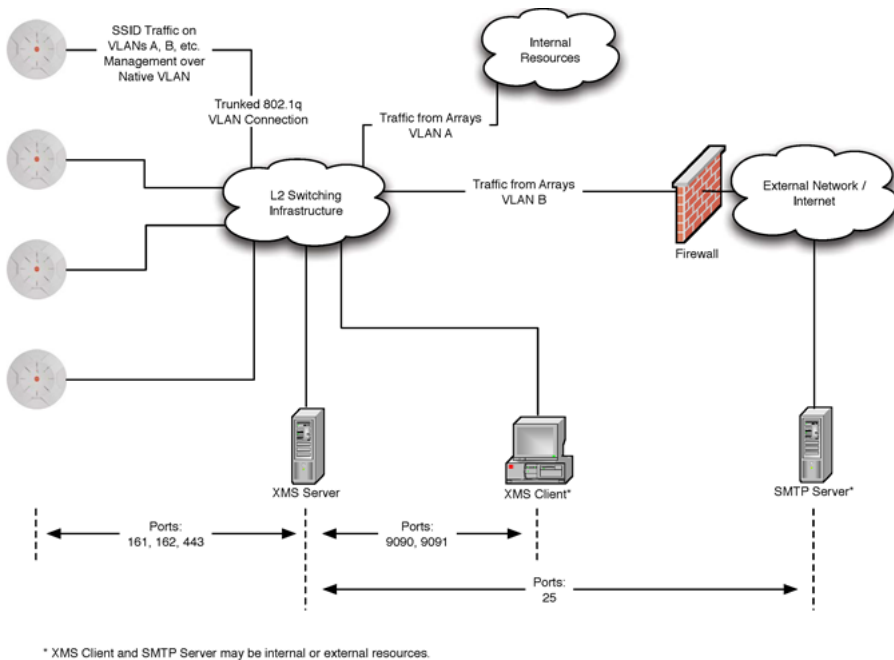 SSID Traffic on
VLANs A, B, etc.
Management over
Native VLAN
Internal
Resources
Trunked 802.1q
VLAN Connection
Traffic from Arrays
VLAN A
L2 Switching
Infrastructure
Traffic from Arrays
VLAN B
External Network /
Internet
Firewall
XMS Server
XMS Client*
SMTP Server*
Ports:
161, 162, 443
Ports:
9090, 9091
Ports:
25
* XMS Client and SMTP Server may be internal or external resources.